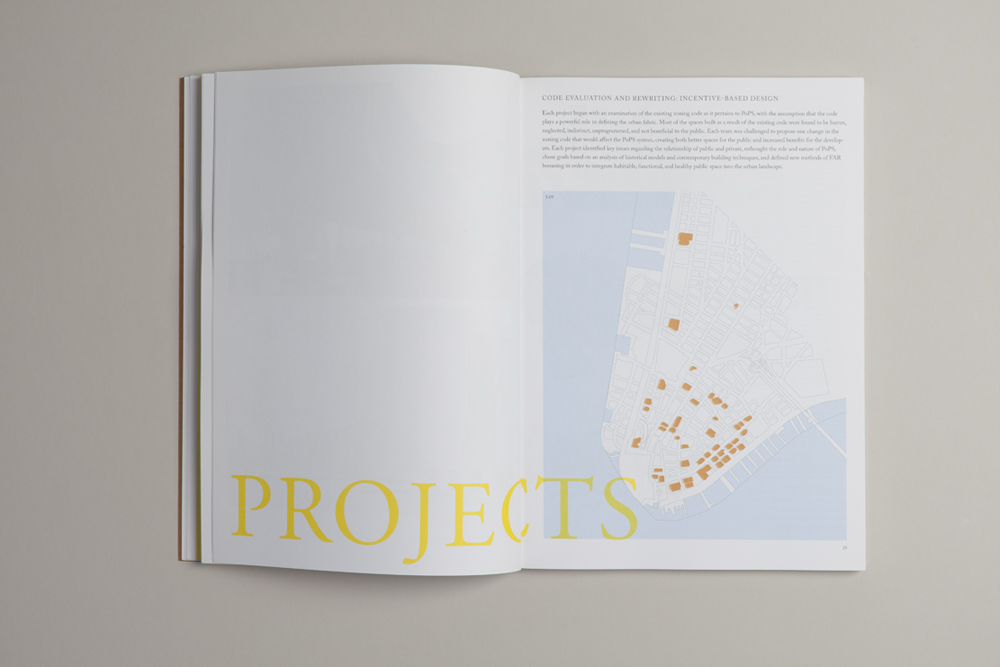 CODE EVALUATION AND REWRITING: INCENTIVE-BASED DESIGN
Each project began with an examination of the existing zoning code as it pertains to PoPS, with the assumption that the code
plays a powerful role in defining the urban fabric. Most of the spaces built as a result of the existing code were found to be barren,
neglected, indistinct, unprogrammed, and not beneficial to the public. Each team was challenged to propose one change in the
zoning code that would affect the PoPS system, creating both better spaces for the public and increased benefits for the develop-
er. Each project identified key issues regarding the relationship of public and private, rethought the role and nature of PoPS,
chose goals based on an analysis of historical models and contemporary building techniques, and defined new methods of FAR
bonusing in order to integrate habitable, functional, and healthy public space into the urban landscape.
PROJECTS